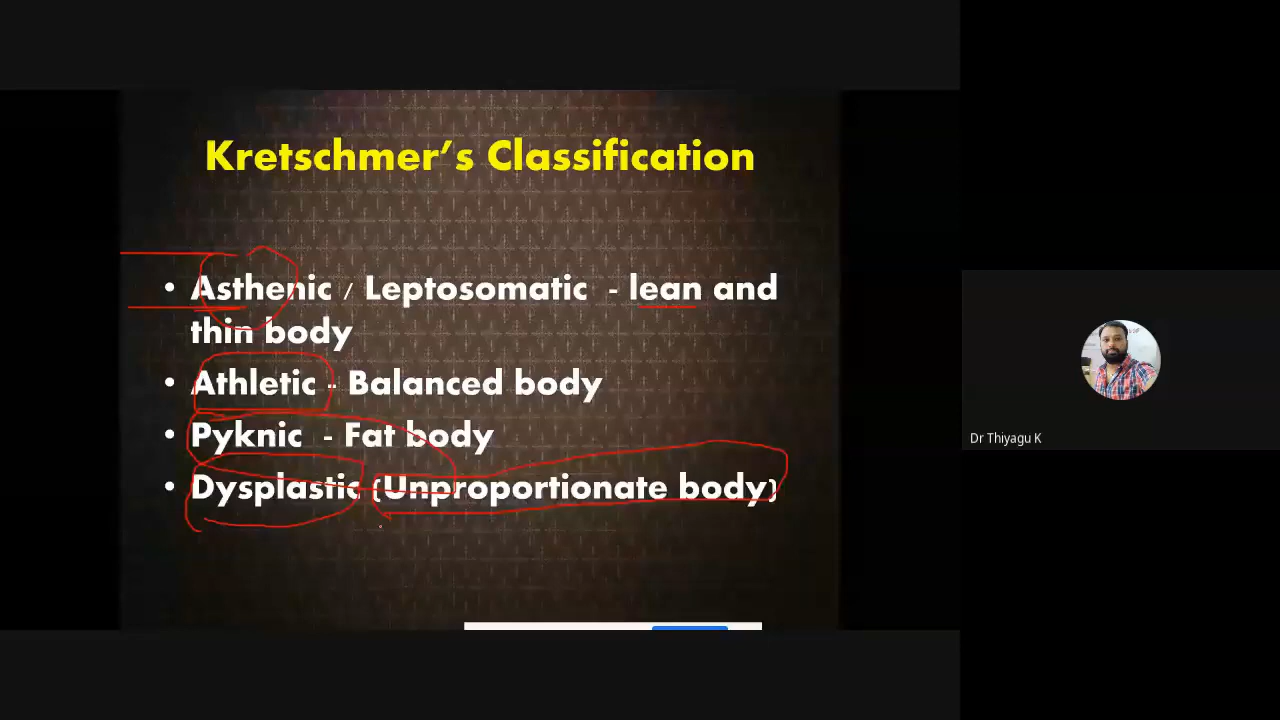 Kretschmer's Classification
• Asthenic / Leptosomatic - lean and
thin body
• Athletic - Balanced body
• Pyknic - Fat body
• Dysplastic (Unproportionate body)
Dr Thiyagu K